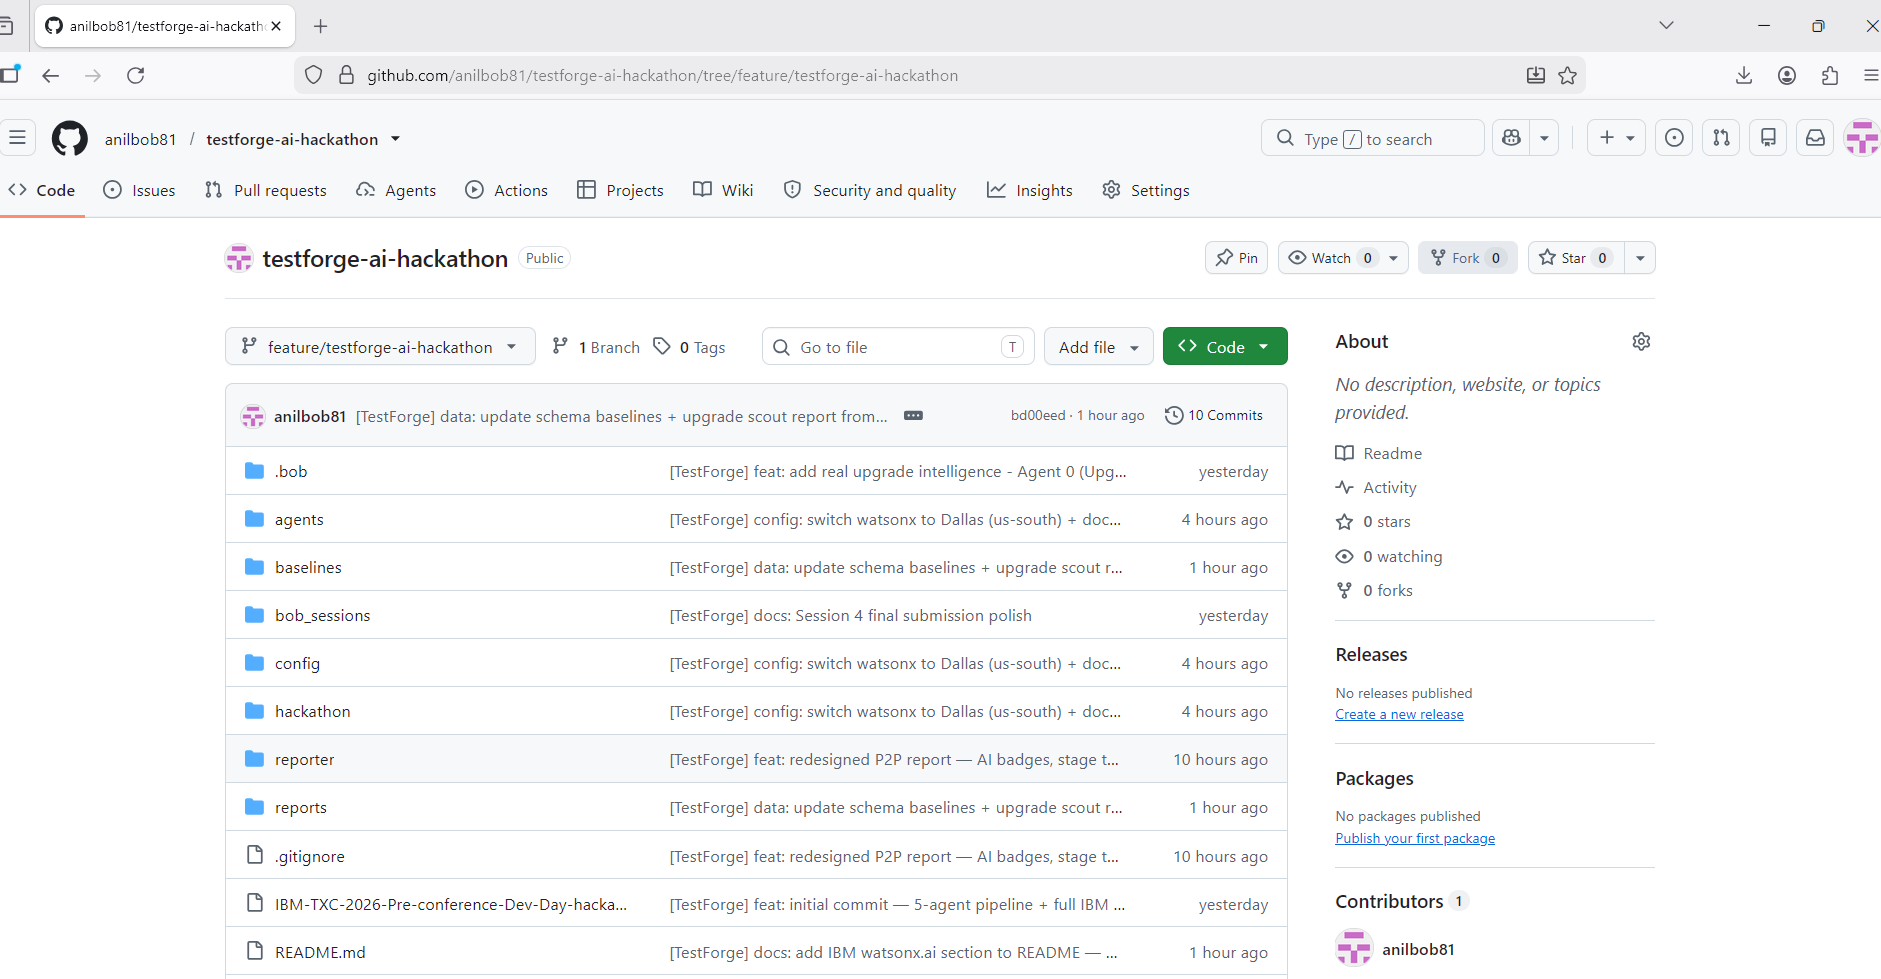 anilbob81/testforge-ai-hackath
github.com/anilbob81/testforge-ai-hackathon/tree/feature/testforge-ai-hackathon
anilbob81 / testforge-ai-hackathon
Type / to search
Code Issues Pull requests Agents Actions Projects Wiki Security and quality Insights Settings
testforge-ai-hackathon Public
Pin Watch 0 Fork 0 Star 0
feature/testforge-ai-hackathon 1 Branch 0 Tags Go to file T Add file Code
anilbob81 [TestForge] data: update schema baselines + upgrade scout report from... bd00eed · 1 hour ago 10 Commits
.bob [TestForge] feat: add real upgrade intelligence - Agent 0 (Upg... yesterday
agents [TestForge] config: switch watsonx to Dallas (us-south) + doc... 4 hours ago
baselines [TestForge] data: update schema baselines + upgrade scout r... 1 hour ago
bob_sessions [TestForge] docs: Session 4 final submission polish yesterday
config [TestForge] config: switch watsonx to Dallas (us-south) + doc... 4 hours ago
hackathon [TestForge] config: switch watsonx to Dallas (us-south) + doc... 4 hours ago
reporter [TestForge] feat: redesigned P2P report — AI badges, stage t... 10 hours ago
reports [TestForge] data: update schema baselines + upgrade scout r... 1 hour ago
.gitignore [TestForge] feat: redesigned P2P report — AI badges, stage t... 10 hours ago
IBM-TXC-2026-Pre-conference-Dev-Day-hacka... [TestForge] feat: initial commit — 5-agent pipeline + full IBM ... yesterday
README.md [TestForge] docs: add IBM watsonx.ai section to README — ... 1 hour ago
About
No description, website, or topics
provided.
Readme
Activity
0 stars
0 watching
0 forks
Releases
No releases published
Create a new release
Packages
No packages published
Publish your first package
Contributors 1
anilbob81